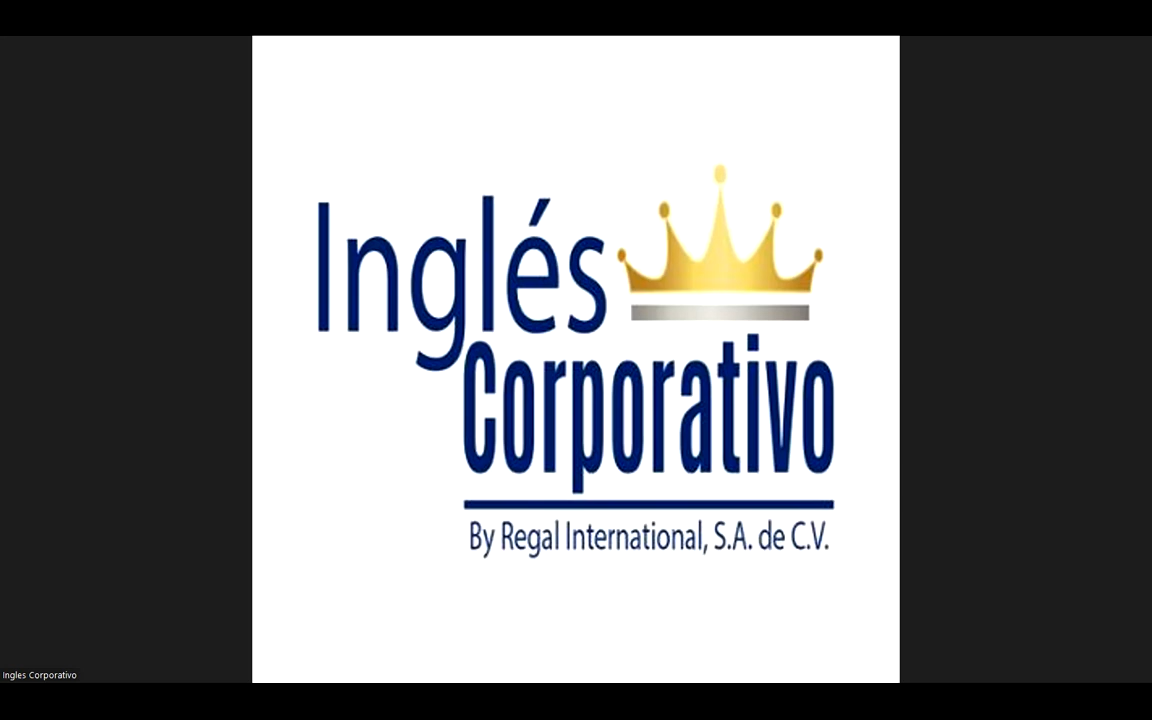 Inglés
Corporativo
By Regal International, S.A. de C.V.
Ingles Corporativo